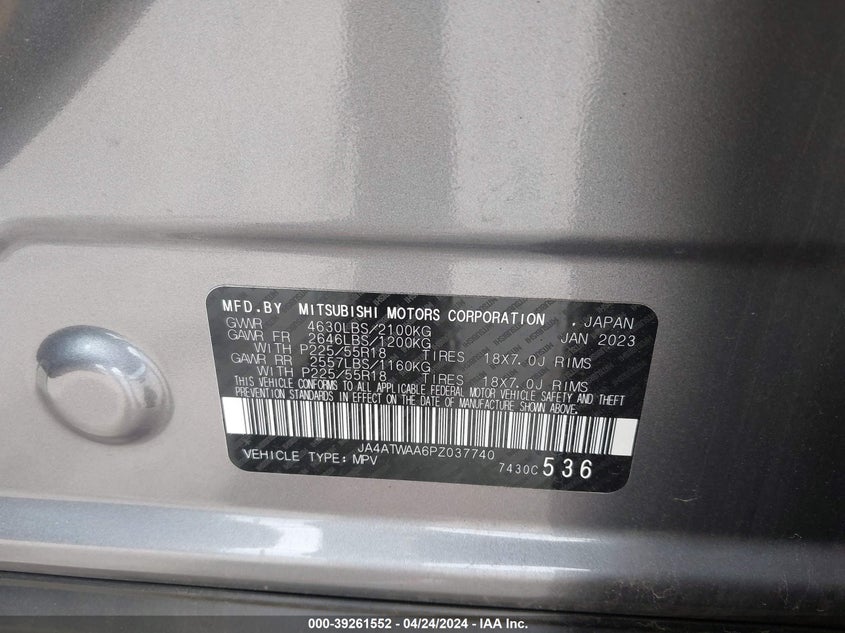 MFD.BY MITSUBISHI MOTORS CORPORATION , JAPAN
GVWR 4630LBS/2100KG JAN 2023
GAWR FR 2646LBS/1200KG
WITH P225/55R18 TIRES 18X7.0J RIMS
GAWR RR 2557LBS/1160KG
WITH P225/55R18 TIRES 18X7.0J RIMS
THIS VEHICLE CONFORMS TO ALL APPLICABLE FEDERAL MOTOR VEHICLE SAFETY AND THEFT
PREVENTION STANDARDS IN EFFECT ON THE DATE OF MANUFACTURE SHOWN ABOVE.
JA4ATWAA6PZ037740
VEHICLE TYPE: MPV 7430C 536
000-39261552 - 04/24/2024 - IAA Inc.